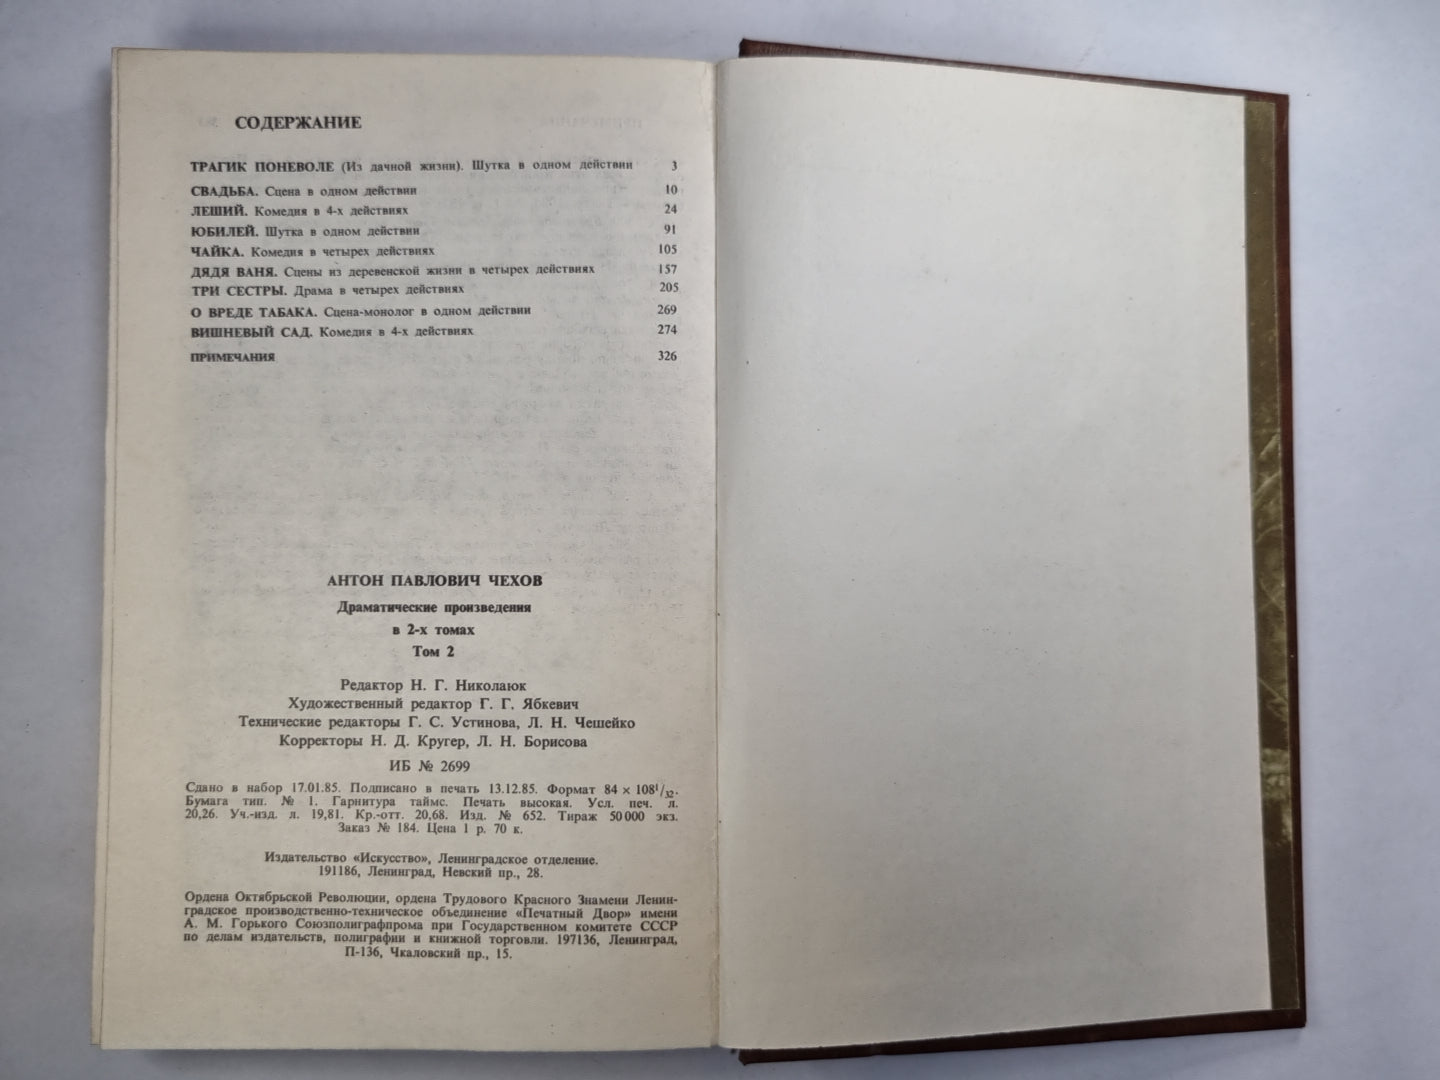 СОДЕРЖАНИЕ
ТРАГИК ПОНЕВОЛЕ (Из дачной жизни). Шутка в одном действии 3
СВАДЬБА. Сцена в одном действии 10
ЛЕШИЙ. Комедия в 4-х действиях 24
ЮБИЛЕЙ. Шутка в одном действии 91
ЧАЙКА. Комедия в четырех действиях 105
ДЯДЯ ВАНЯ. Сцены из деревенской жизни в четырех действиях 157
ТРИ СЕСТРЫ. Драма в четырех действиях 205
О ВРЕДЕ ТАБАКА. Сцена-монолог в одном действии 269
ВИШНЕВЫЙ САД. Комедия в 4-х действиях 274
ПРИМЕЧАНИЯ 326
АНТОН ПАВЛОВИЧ ЧЕХОВ
Драматические произведения
в 2-х томах
Том 2
Редактор Н. Г. Николаюк
Художественный редактор Г. Г. Ябкевич
Технические редакторы Г. С. Устинова, Л. Н. Чешейко
Корректоры Н. Д. Кругер, Л. Н. Борисова
ИБ № 2699
Сдано в набор 17.01.85. Подписано в печать 13.12.85. Формат 84 × 108¹/₃₂.
Бумага тип. № 1. Гарнитура таймс. Печать высокая. Усл. печ. л.
20,26. Уч.-изд. л. 19,81. Кр.-отт. 20,68. Изд. № 652. Тираж 50 000 экз.
Заказ № 184. Цена 1 р. 70 к.
Издательство «Искусство», Ленинградское отделение.
191186, Ленинград, Невский пр., 28.
Ордена Октябрьской Революции, ордена Трудового Красного Знамени Ленин-
градское производственно-техническое объединение «Печатный Двор» имени
А. М. Горького Союзполиграфпрома при Государственном комитете СССР
по делам издательств, полиграфии и книжной торговли. 197136, Ленинград,
П-136, Чкаловский пр., 15.